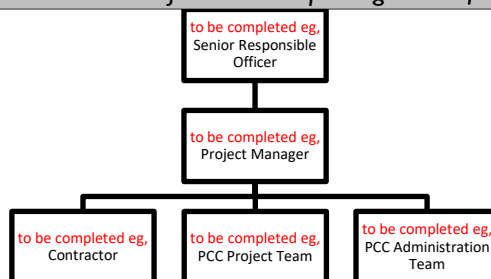 to be completed eg,
Senior Responsible
Officer
to be completed eg,
Project Manager
to be completed eg,
Contractor
to be completed eg,
PCC Project Team
to be completed eg,
PCC Administration
Team